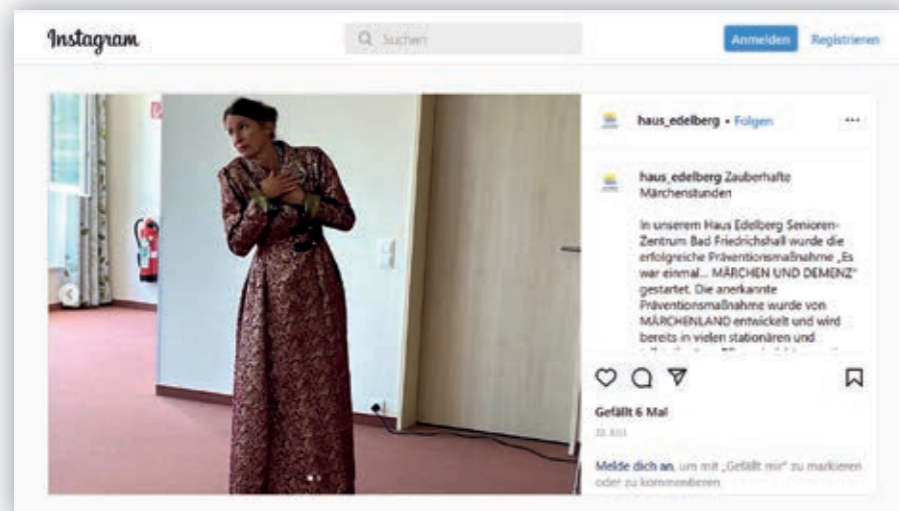 Instagram
Suchen
Anmelden
Registrieren
haus_edelberg • Folgen
haus_edelberg Zauberhafte
Märchenstunden
In unserem Haus Edelberg Senioren-
Zentrum Bad Friedrichshall wurde die
erfolgreiche Präventionsmaßnahme „Es
war einmal... MÄRCHEN UND DEMENZ“
gestartet. Die anerkannte
Präventionsmaßnahme wurde von
MÄRCHENLAND entwickelt und wird
bereits in vielen stationären und
Gefällt 6 Mal
22. JULI
Melde dich an, um mit „Gefällt mir“ zu markieren
oder zu kommentieren